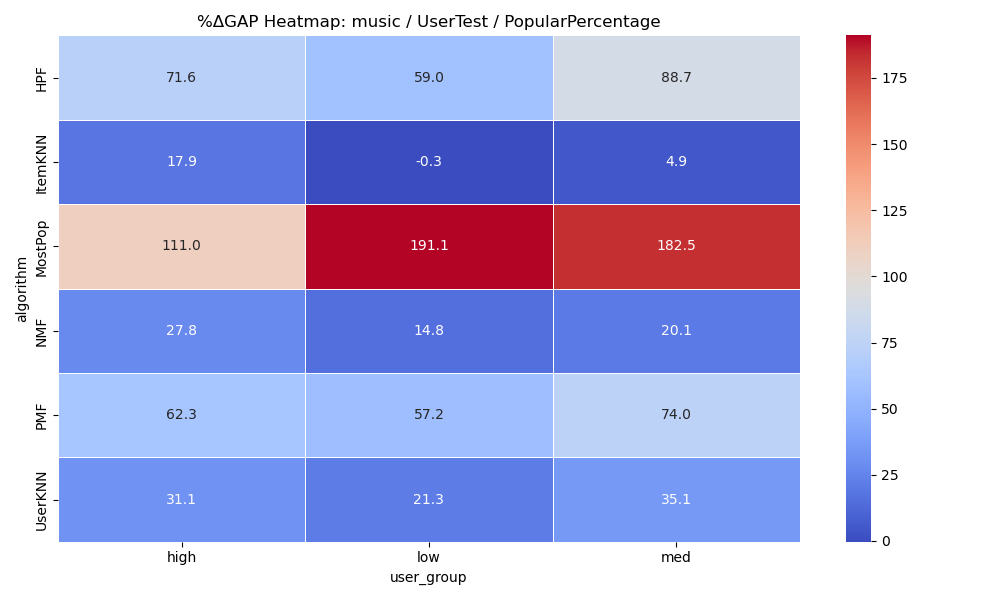 %ΔGAP Heatmap: music / UserTest / PopularPercentage
algorithm
HPF 71.6 59.0 88.7
ItemKNN 17.9 -0.3 4.9
MostPop 111.0 191.1 182.5
NMF 27.8 14.8 20.1
PMF 62.3 57.2 74.0
UserKNN 31.1 21.3 35.1
high low med
user_group
175
150
125
100
75
50
25
0